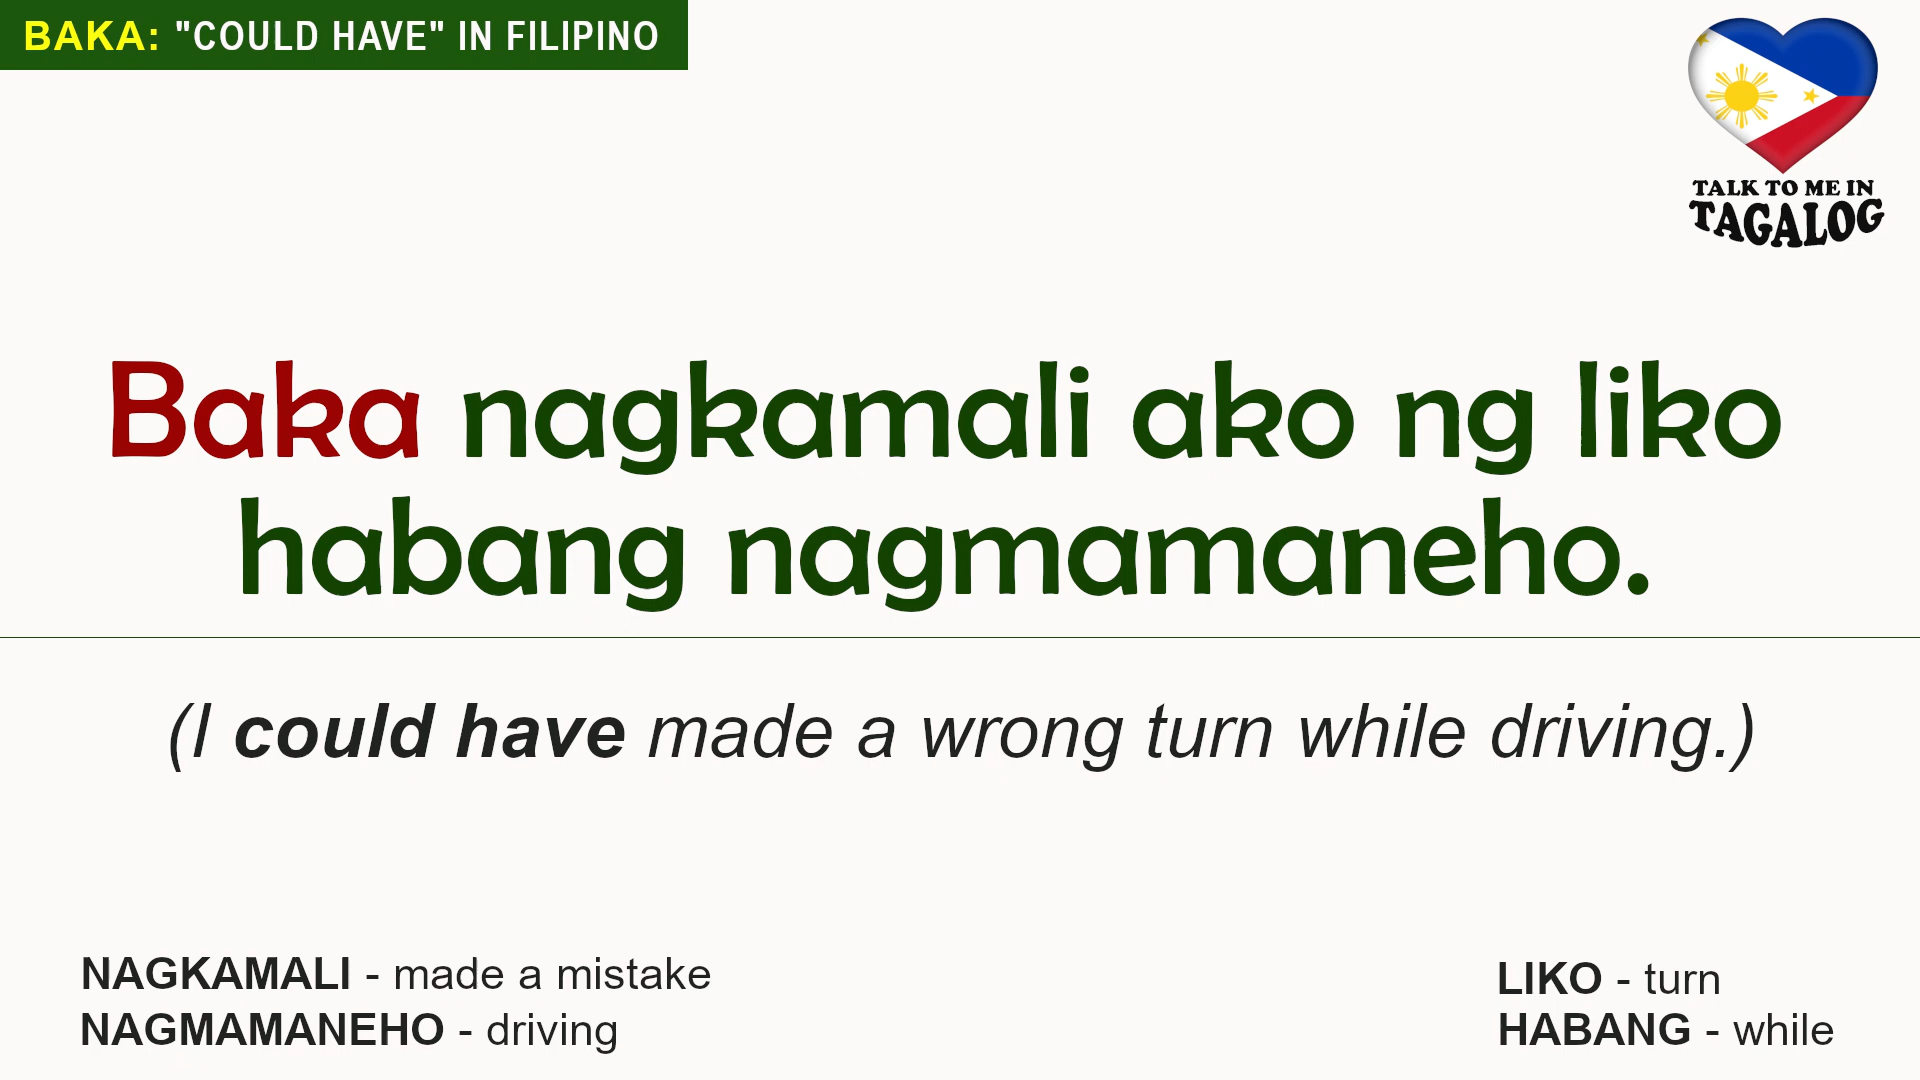 BAKA: "COULD HAVE" IN FILIPINO
TALK TO ME IN
TAGALOG
Baka nagkamali ako ng liko
habang nagmamaneho.
(I could have made a wrong turn while driving.)
NAGKAMALI - made a mistake
NAGMAMANEHO - driving
LIKO - turn
HABANG - while